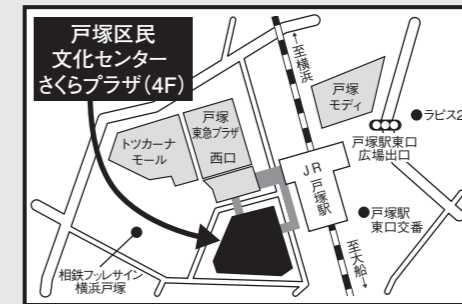 戸塚区民
文化センター
さくらプラザ(4F)
←至横浜
戸塚
モディ
●ラピス2
戸塚駅東口
広場出口
戸塚
東急プラザ
西口
トツカーナ
モール
JR
戸塚駅
●戸塚駅
東口交番
至大船→
相鉄フレッサイン
横浜戸塚